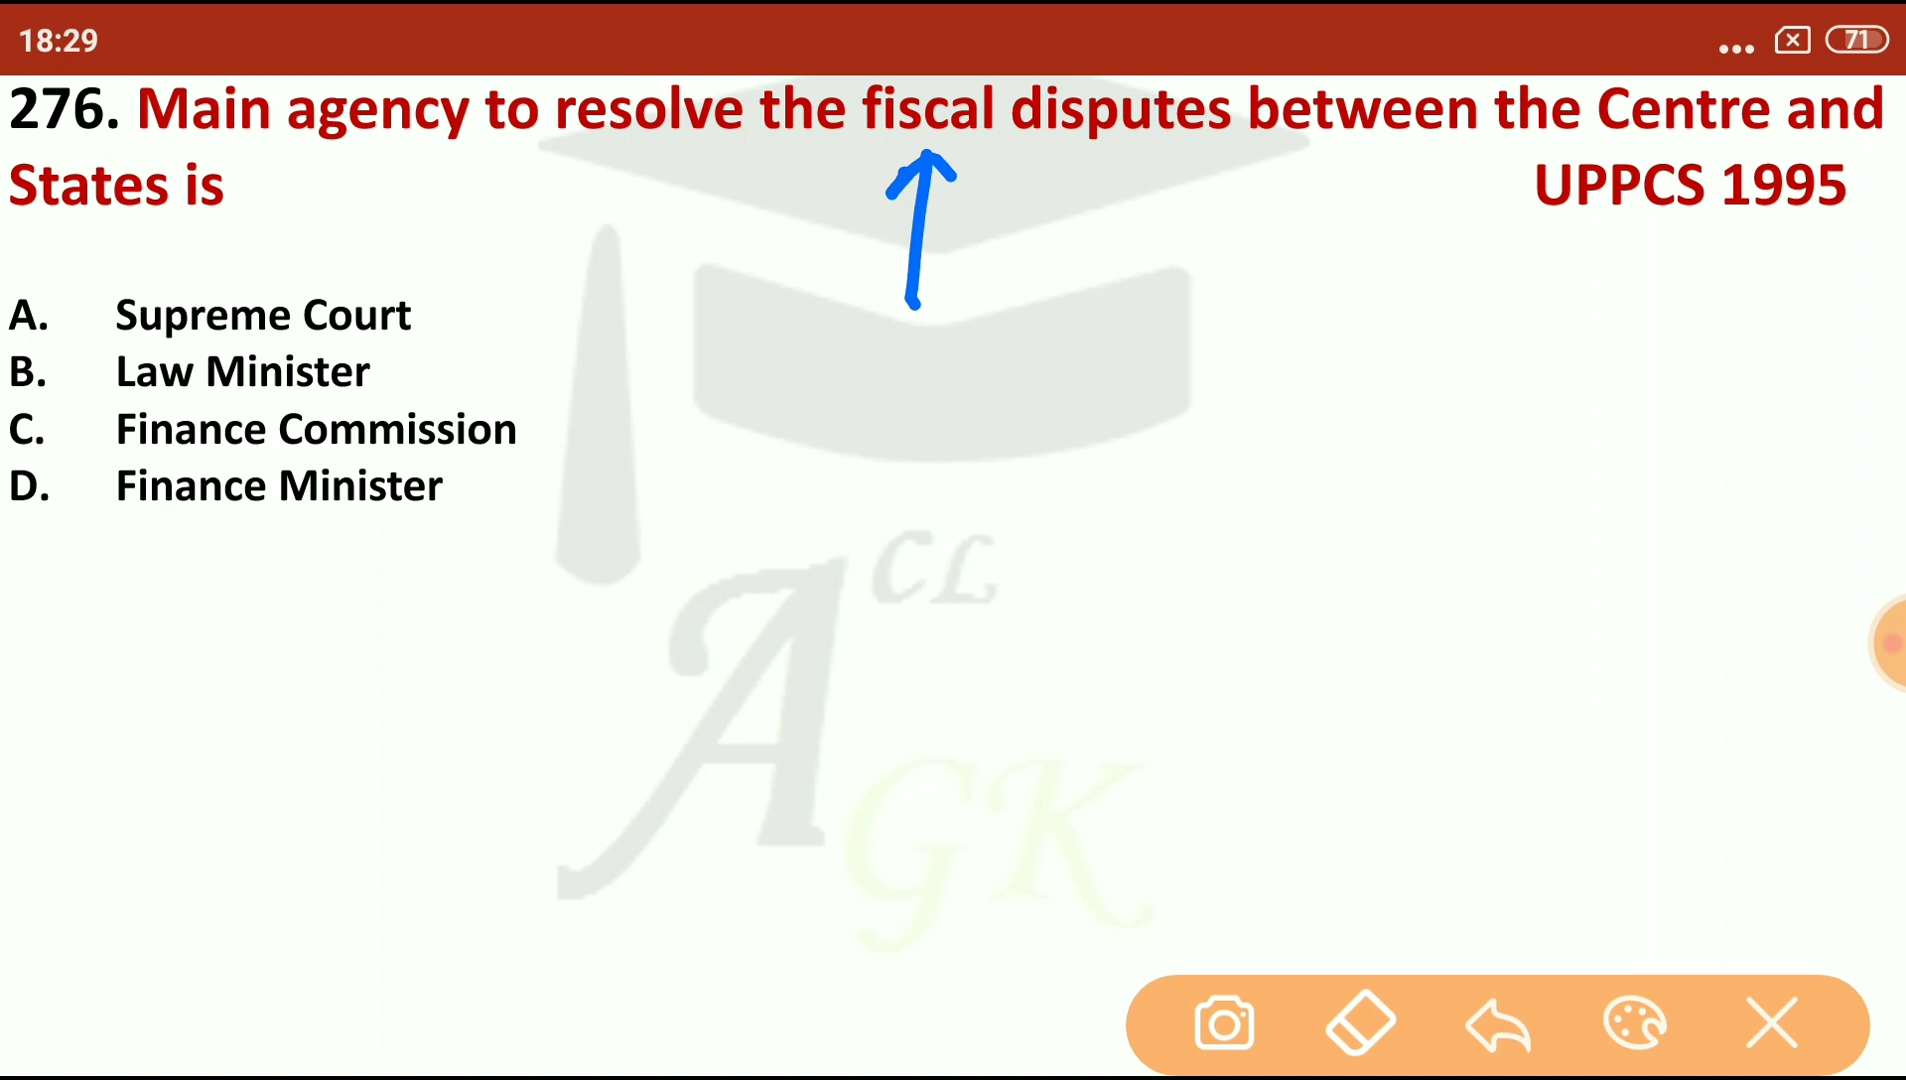 18:29
71
276. Main agency to resolve the fiscal disputes between the Centre and
States is UPPCS 1995
A. Supreme Court
B. Law Minister
C. Finance Commission
D. Finance Minister
CL
A
GK